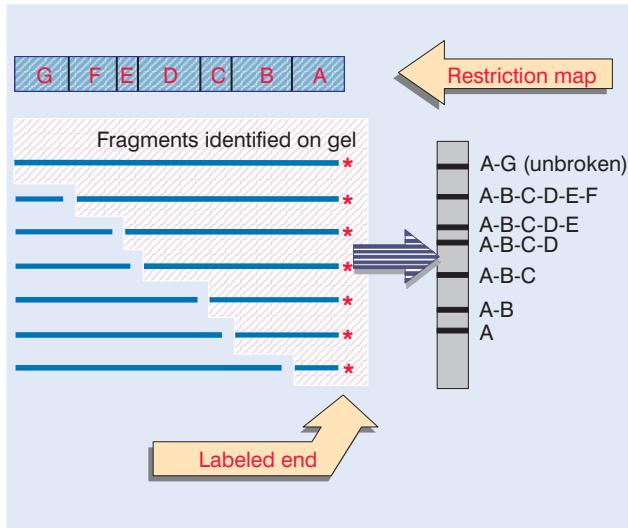 G F E D C B A
Restriction map
Fragments identified on gel
*
*
*
*
*
*
*
A-G (unbroken)
A-B-C-D-E-F
A-B-C-D-E
A-B-C-D
A-B-C
A-B
A
Labeled end